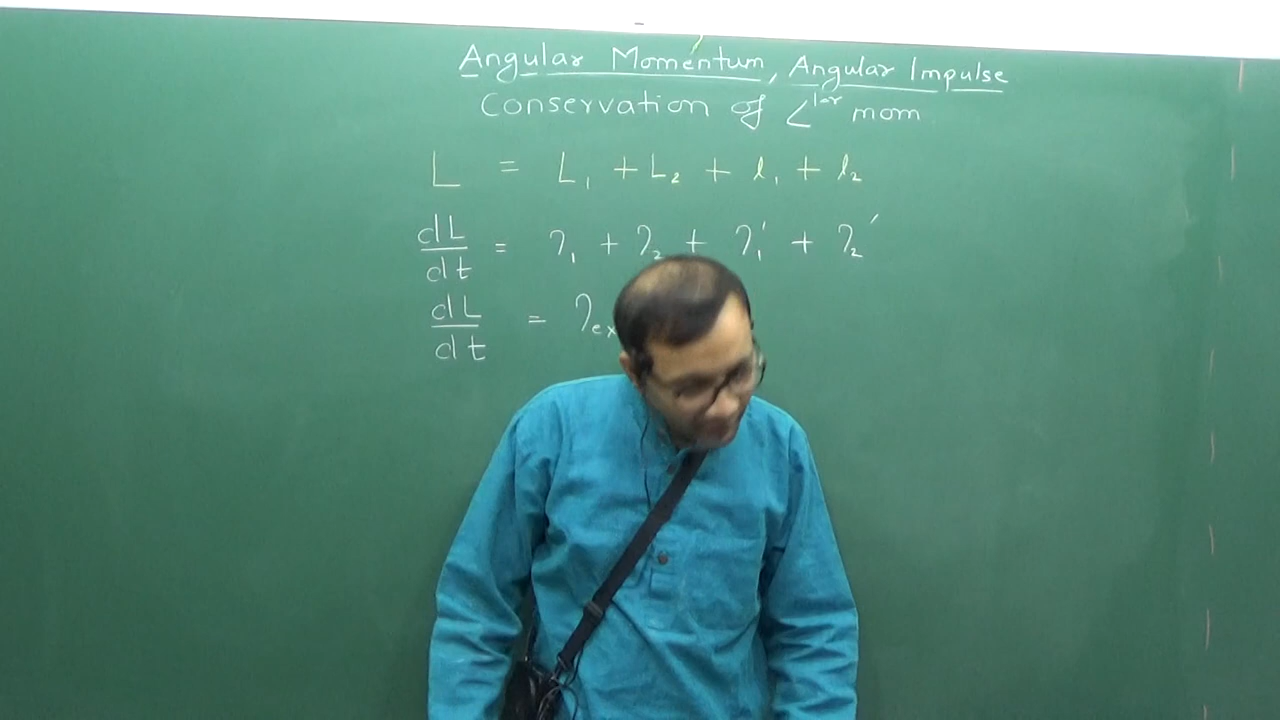 Angular Momentum, Angular Impulse
Conservation of ∠lar mom
L = L₁ + L₂ + l₁ + l₂
dL/dt = τ₁ + τ₂ + τ₁' + τ₂'
dL/dt = τex